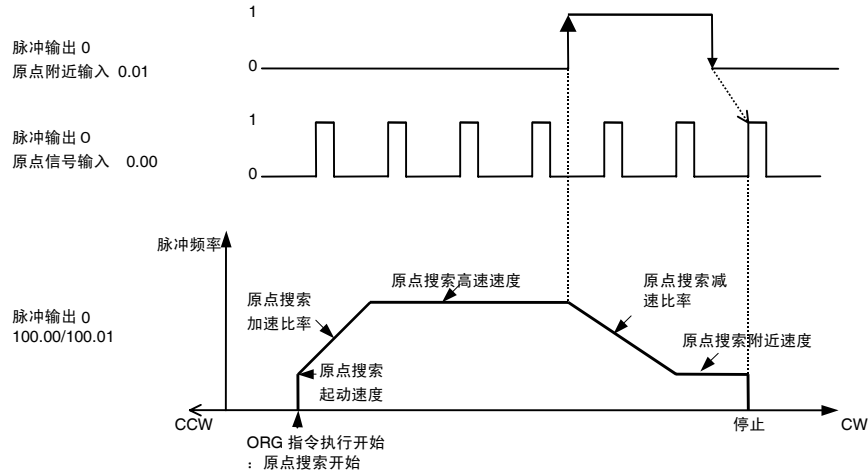 1
脉冲输出 0
原点附近输入 0.01
0
1
脉冲输出 0
原点信号输入 0.00
0
脉冲频率
原点搜索高速速度
原点搜索减
速比率
原点搜索
加速比率
脉冲输出 0
100.00/100.01
原点搜索附近速度
原点搜索
起动速度
CCW
停止
CW
ORG 指令执行开始
：原点搜索开始